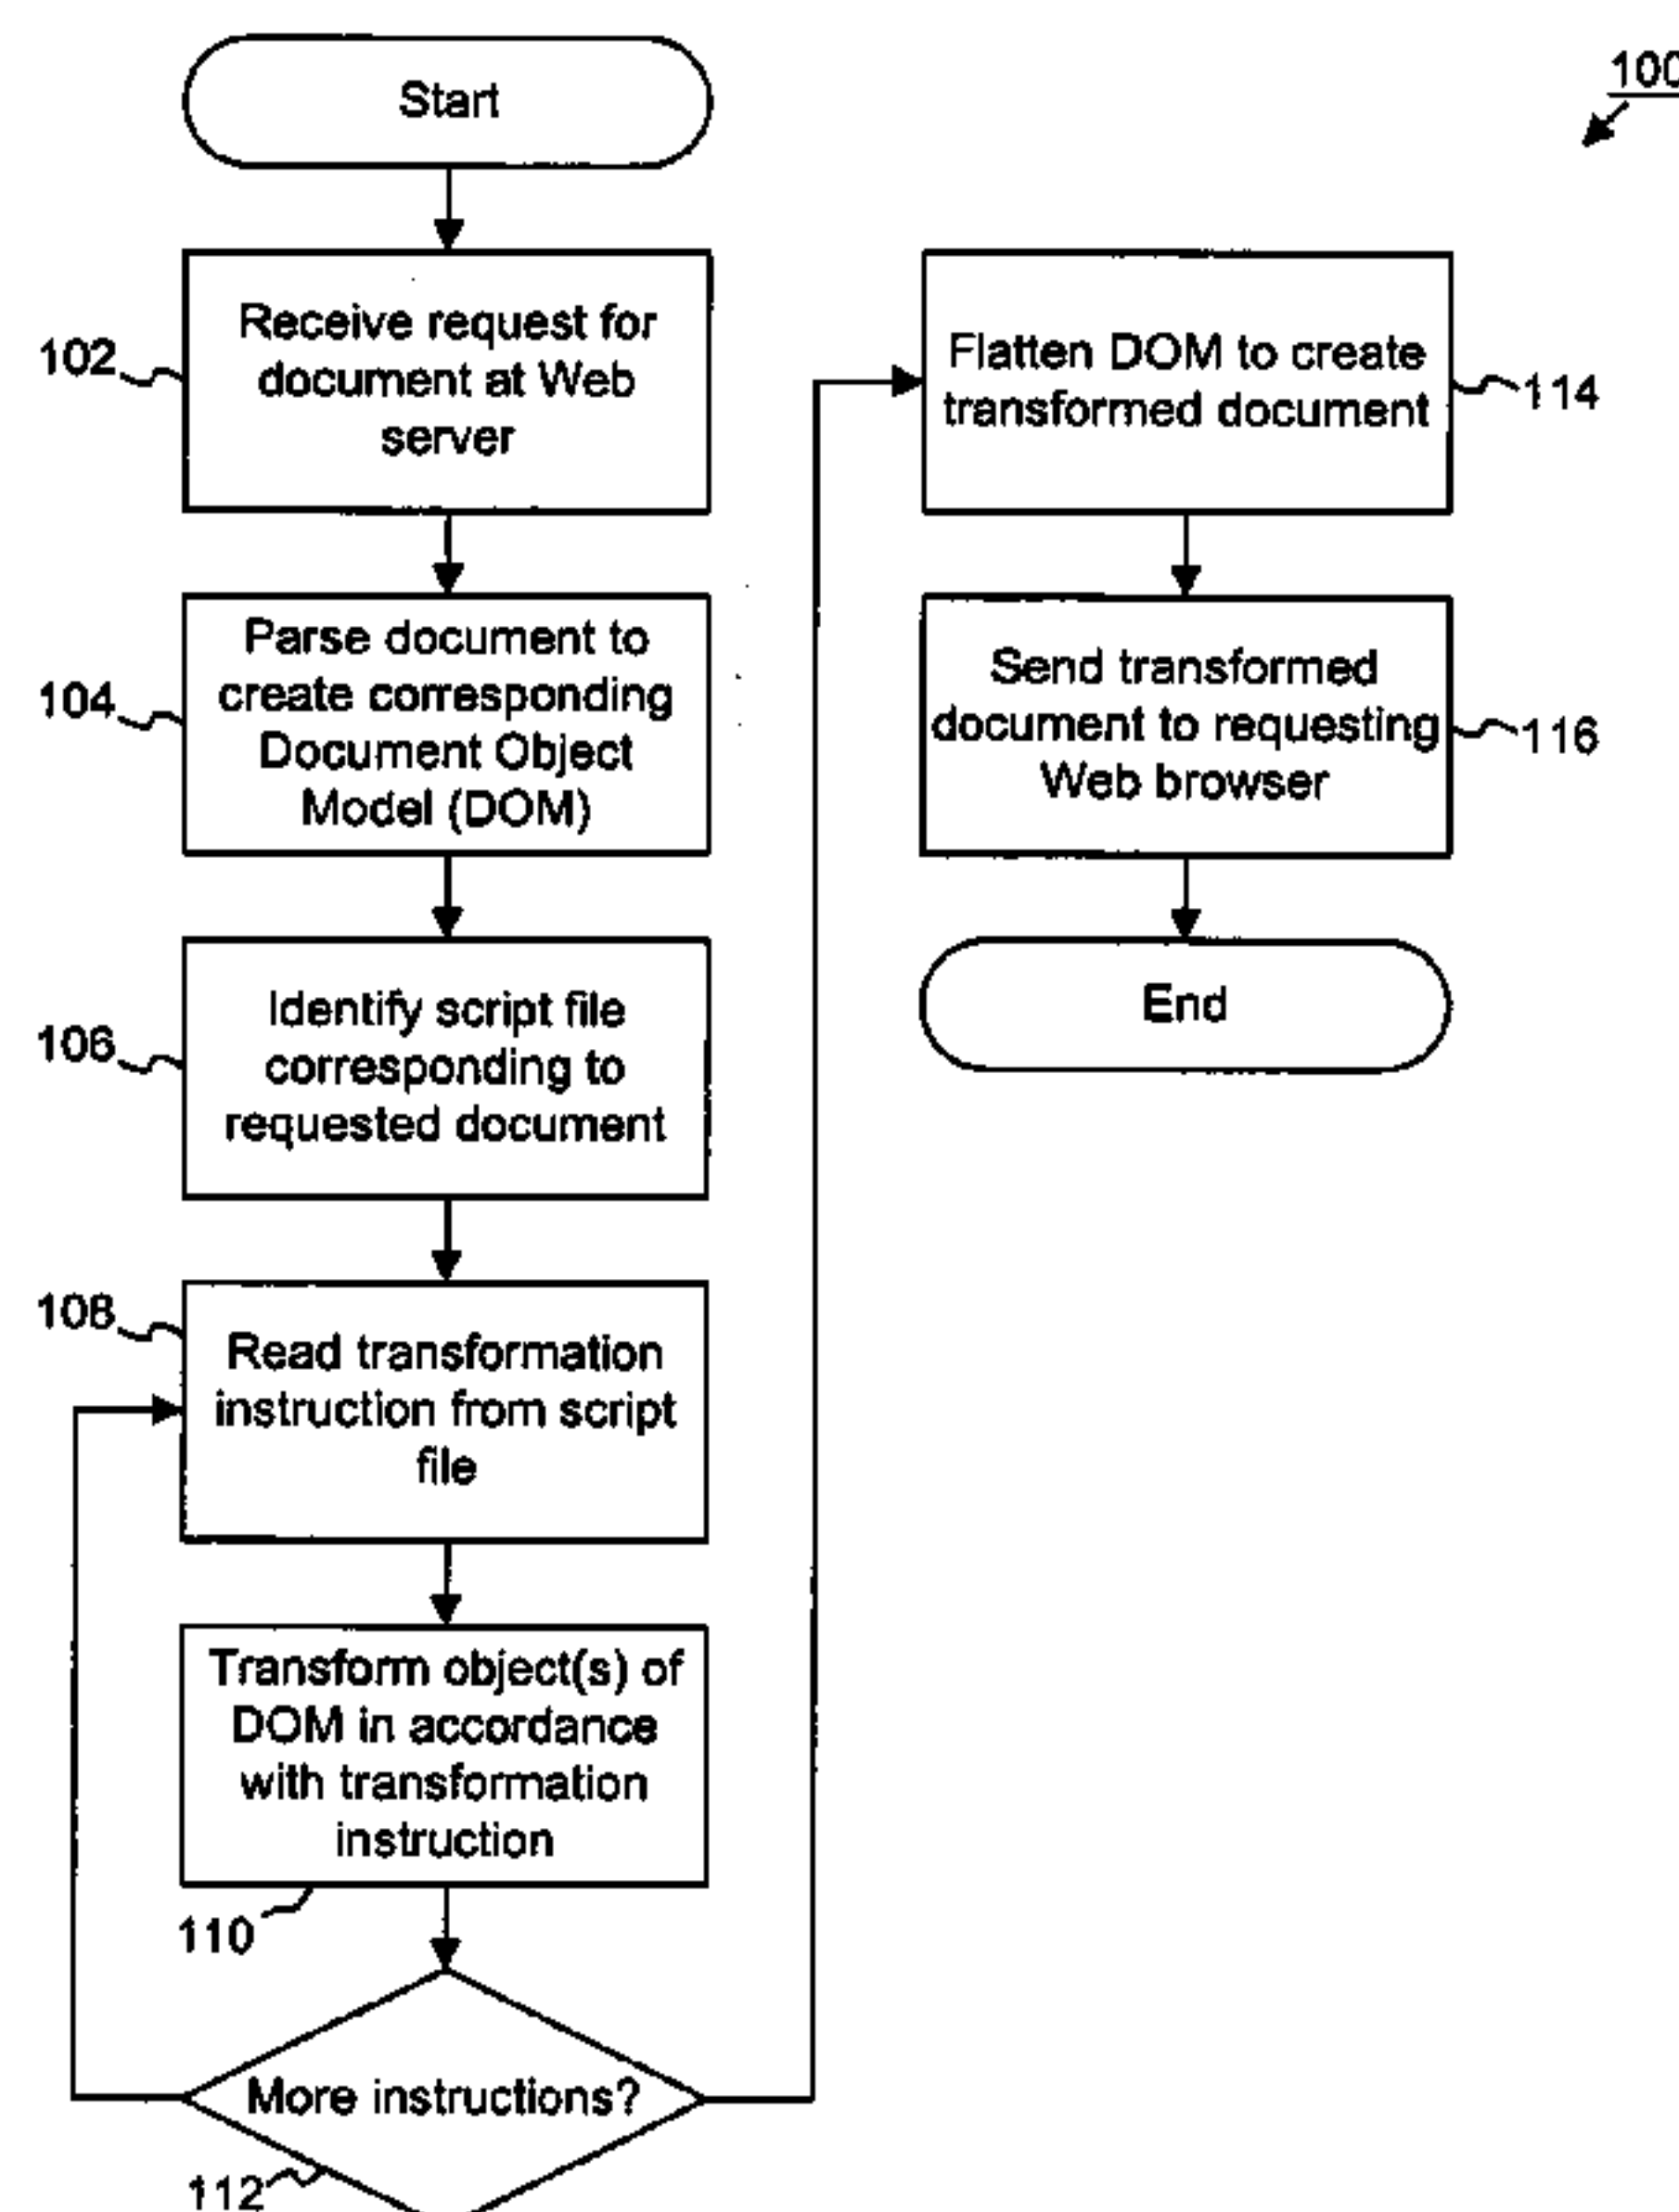 Start
100
102
Receive request for
document at Web
server
104
Parse document to
create corresponding
Document Object
Model (DOM)
106
Identify script file
corresponding to
requested document
108
Read transformation
instruction from script
file
Transform object(s) of
DOM in accordance
with transformation
instruction
110
More instructions?
112
Flatten DOM to create
transformed document
114
Send transformed
document to requesting
Web browser
116
End